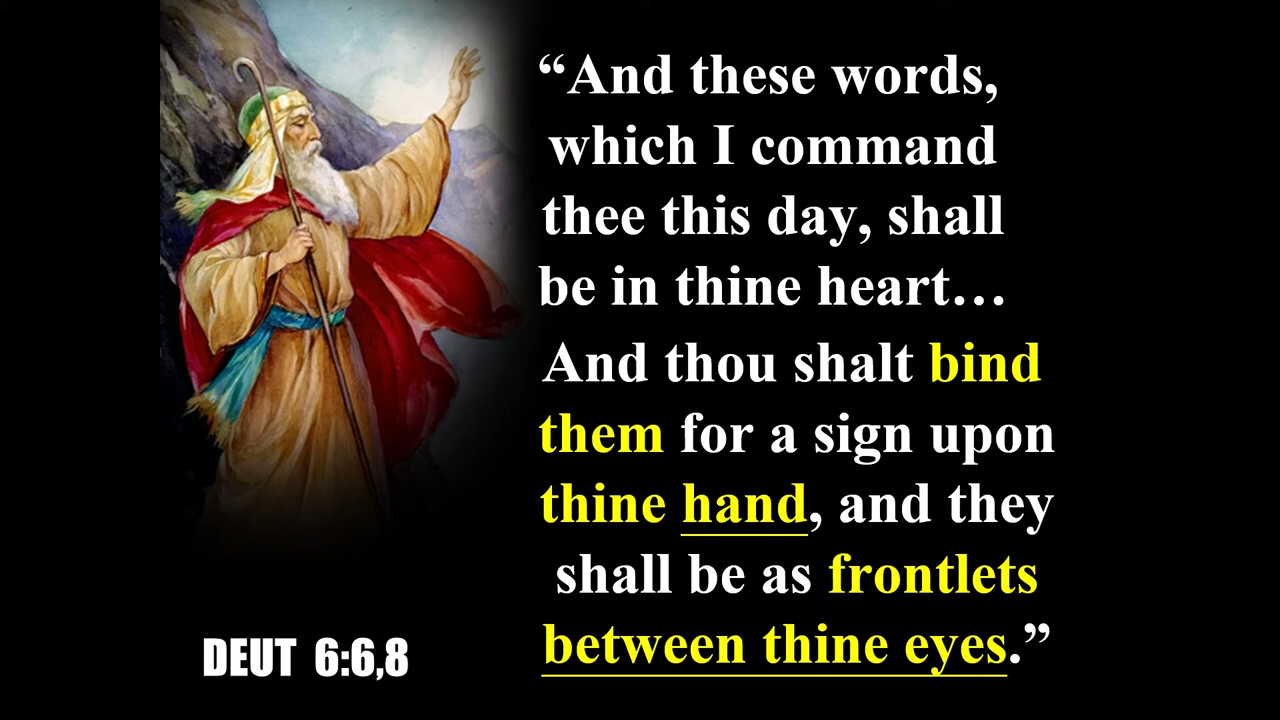 “And these words,
which I command
thee this day, shall
be in thine heart…
And thou shalt bind
them for a sign upon
thine hand, and they
shall be as frontlets
between thine eyes.”
DEUT 6:6,8